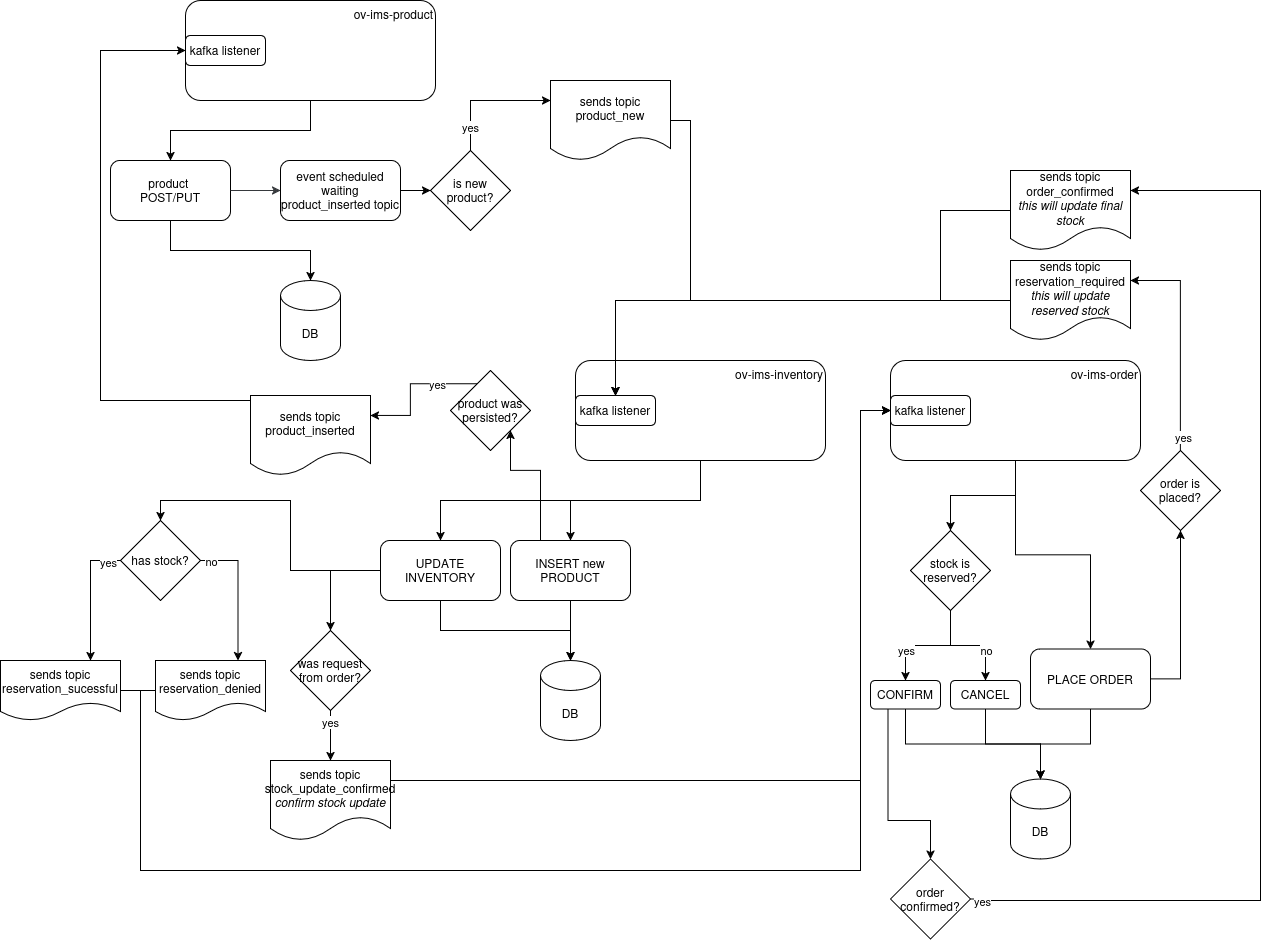 ov-ims-product
kafka listener
sends topic
product_new
yes
product
POST/PUT
event scheduled
waiting
product_inserted topic
is new
product?
sends topic
order_confirmed
this will update final
stock
sends topic
reservation_required
this will update
reserved stock
DB
ov-ims-inventory
kafka listener
ov-ims-order
kafka listener
yes
product was
persisted?
sends topic
product_inserted
yes
order is
placed?
has stock?
yes
no
UPDATE
INVENTORY
INSERT new
PRODUCT
stock is
reserved?
yes
no
sends topic
reservation_sucessful
sends topic
reservation_denied
was request
from order?
yes
CONFIRM
CANCEL
PLACE ORDER
DB
sends topic
stock_update_confirmed
confirm stock update
DB
order
confirmed?
yes